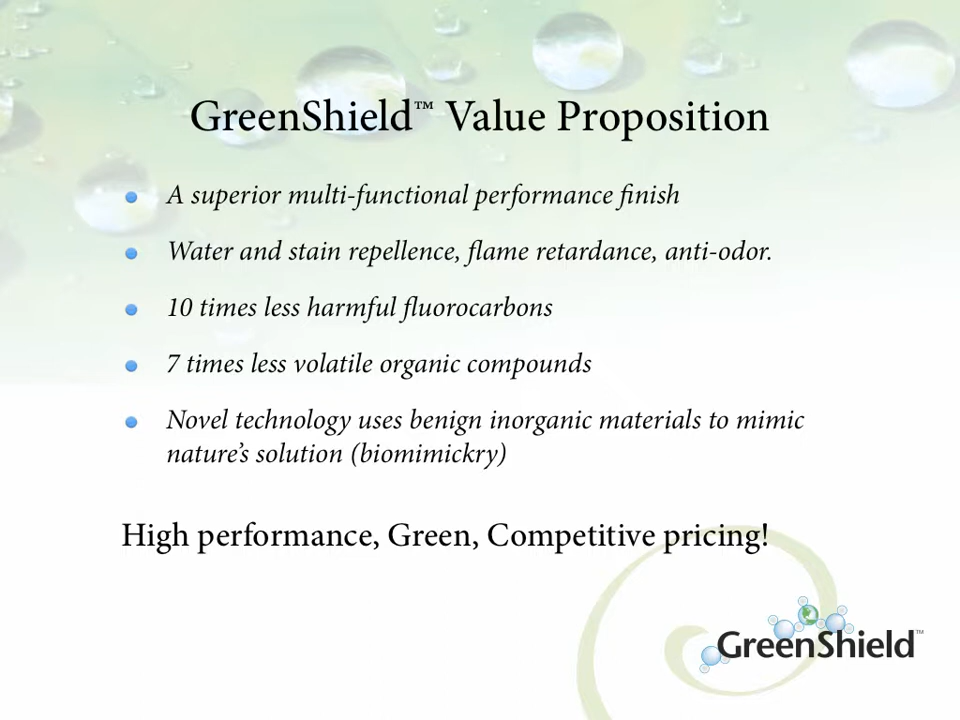 GreenShield™ Value Proposition
A superior multi-functional performance finish
Water and stain repellence, flame retardance, anti-odor.
10 times less harmful fluorocarbons
7 times less volatile organic compounds
Novel technology uses benign inorganic materials to mimic
nature’s solution (biomimickry)
High performance, Green, Competitive pricing!
GreenShield™